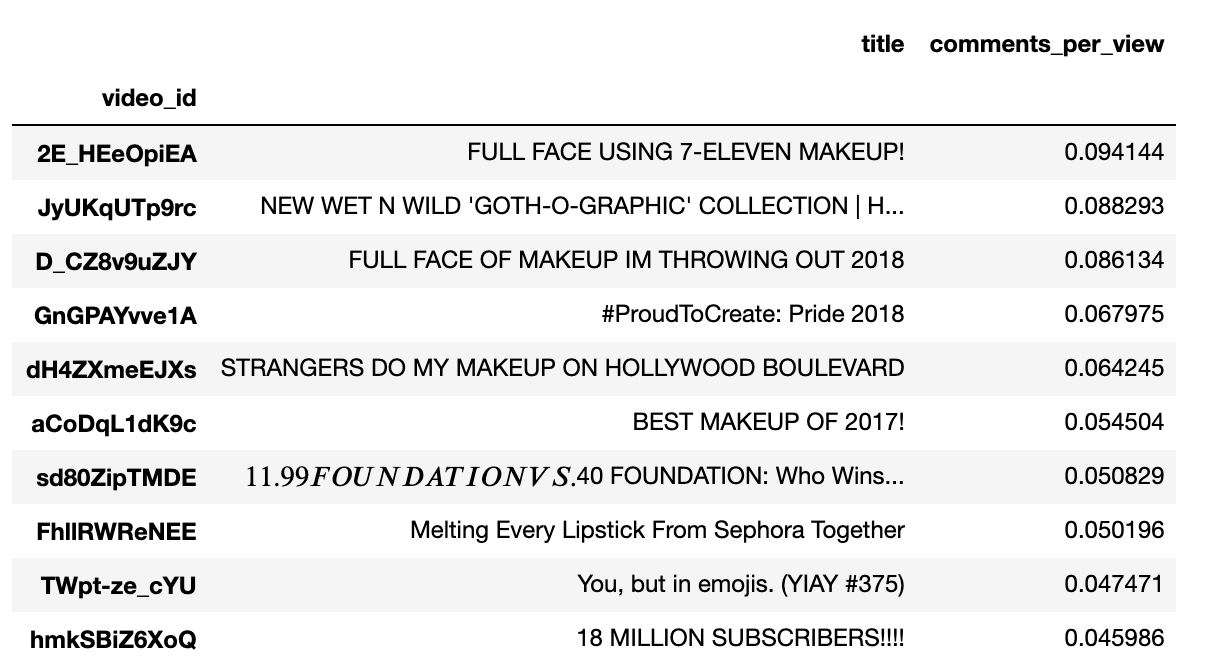 title comments_per_view
video_id
2E_HEeOpiEA FULL FACE USING 7-ELEVEN MAKEUP! 0.094144
JyUKqUTp9rc NEW WET N WILD 'GOTH-O-GRAPHIC' COLLECTION | H... 0.088293
D_CZ8v9uZJY FULL FACE OF MAKEUP IM THROWING OUT 2018 0.086134
GnGPAYvve1A #ProudToCreate: Pride 2018 0.067975
dH4ZXmeEJXs STRANGERS DO MY MAKEUP ON HOLLYWOOD BOULEVARD 0.064245
aCoDqL1dK9c BEST MAKEUP OF 2017! 0.054504
sd80ZipTMDE 11.99FOUNDATIONVS.40 FOUNDATION: Who Wins... 0.050829
FhllRWReNEE Melting Every Lipstick From Sephora Together 0.050196
TWpt-ze_cYU You, but in emojis. (YIAY #375) 0.047471
hmkSBiZ6XoQ 18 MILLION SUBSCRIBERS!!!! 0.045986